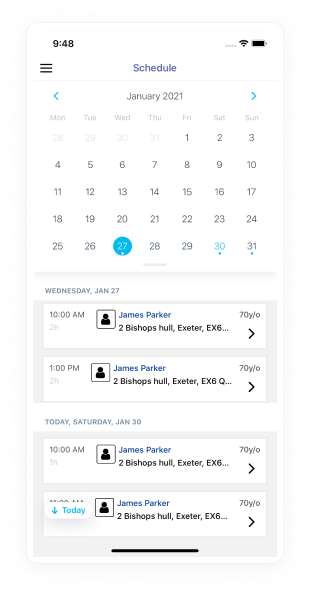 9:48
Schedule
January 2021
Mon Tue Wed Thu Fri Sat Sun
28 29 30 31 1 2 3
4 5 6 7 8 9 10
11 12 13 14 15 16 17
18 19 20 21 22 23 24
25 26 27 28 29 30 31
WEDNESDAY, JAN 27
10:00 AM James Parker 70y/o
2h 2 Bishops hull, Exeter, EX6...
1:00 PM James Parker 70y/o
2h 2 Bishops hull, Exeter, EX6 Q...
TODAY, SATURDAY, JAN 30
10:00 AM James Parker 70y/o
1h 2 Bishops hull, Exeter, EX6...
James Parker 70y/o
Today 2 Bishops hull, Exeter, EX6...